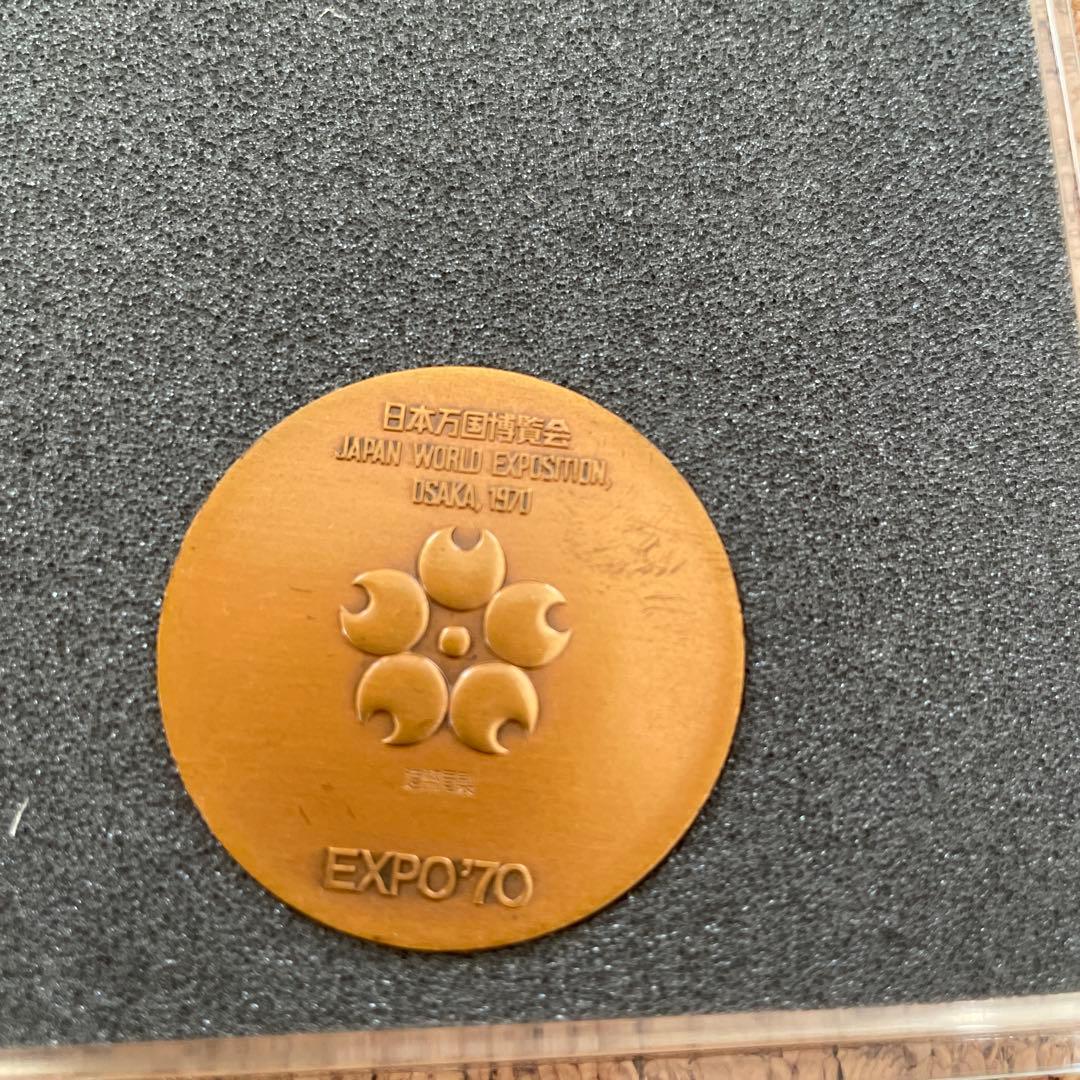 日本万国博覧会
JAPAN WORLD EXPOSITION,
OSAKA, 1970
EXPO'70